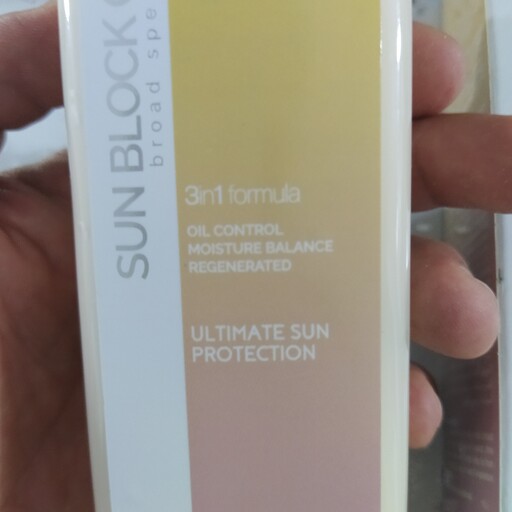 SUN BLOCK
broad spe
3in1 formula
OIL CONTROL
MOISTURE BALANCE
REGENERATED
ULTIMATE SUN
PROTECTION